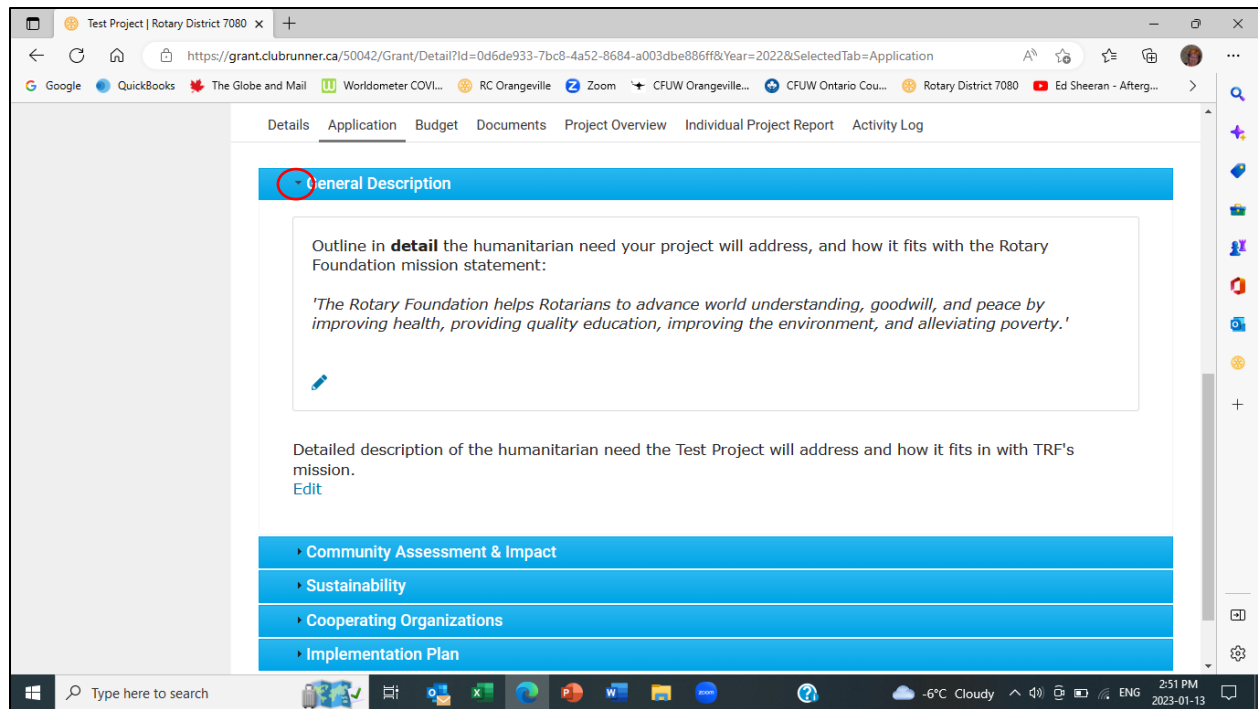 Test Project | Rotary District 7080
https://grant.clubrunner.ca/50042/Grant/Detail?Id=0d6de933-7bc8-4a52-8684-a003dbe886ff&Year=2022&SelectedTab=Application
Google QuickBooks The Globe and Mail Worldometer COVI... RC Orangeville Zoom CFUW Orangeville... CFUW Ontario Cou... Rotary District 7080 Ed Sheeran - Afterg...
Details Application Budget Documents Project Overview Individual Project Report Activity Log
General Description
Outline in detail the humanitarian need your project will address, and how it fits with the Rotary
Foundation mission statement:
'The Rotary Foundation helps Rotarians to advance world understanding, goodwill, and peace by
improving health, providing quality education, improving the environment, and alleviating poverty.'
Detailed description of the humanitarian need the Test Project will address and how it fits in with TRF's
mission.
Edit
Community Assessment & Impact
Sustainability
Cooperating Organizations
Implementation Plan
Type here to search
-6°C Cloudy
ENG
2:51 PM
2023-01-13